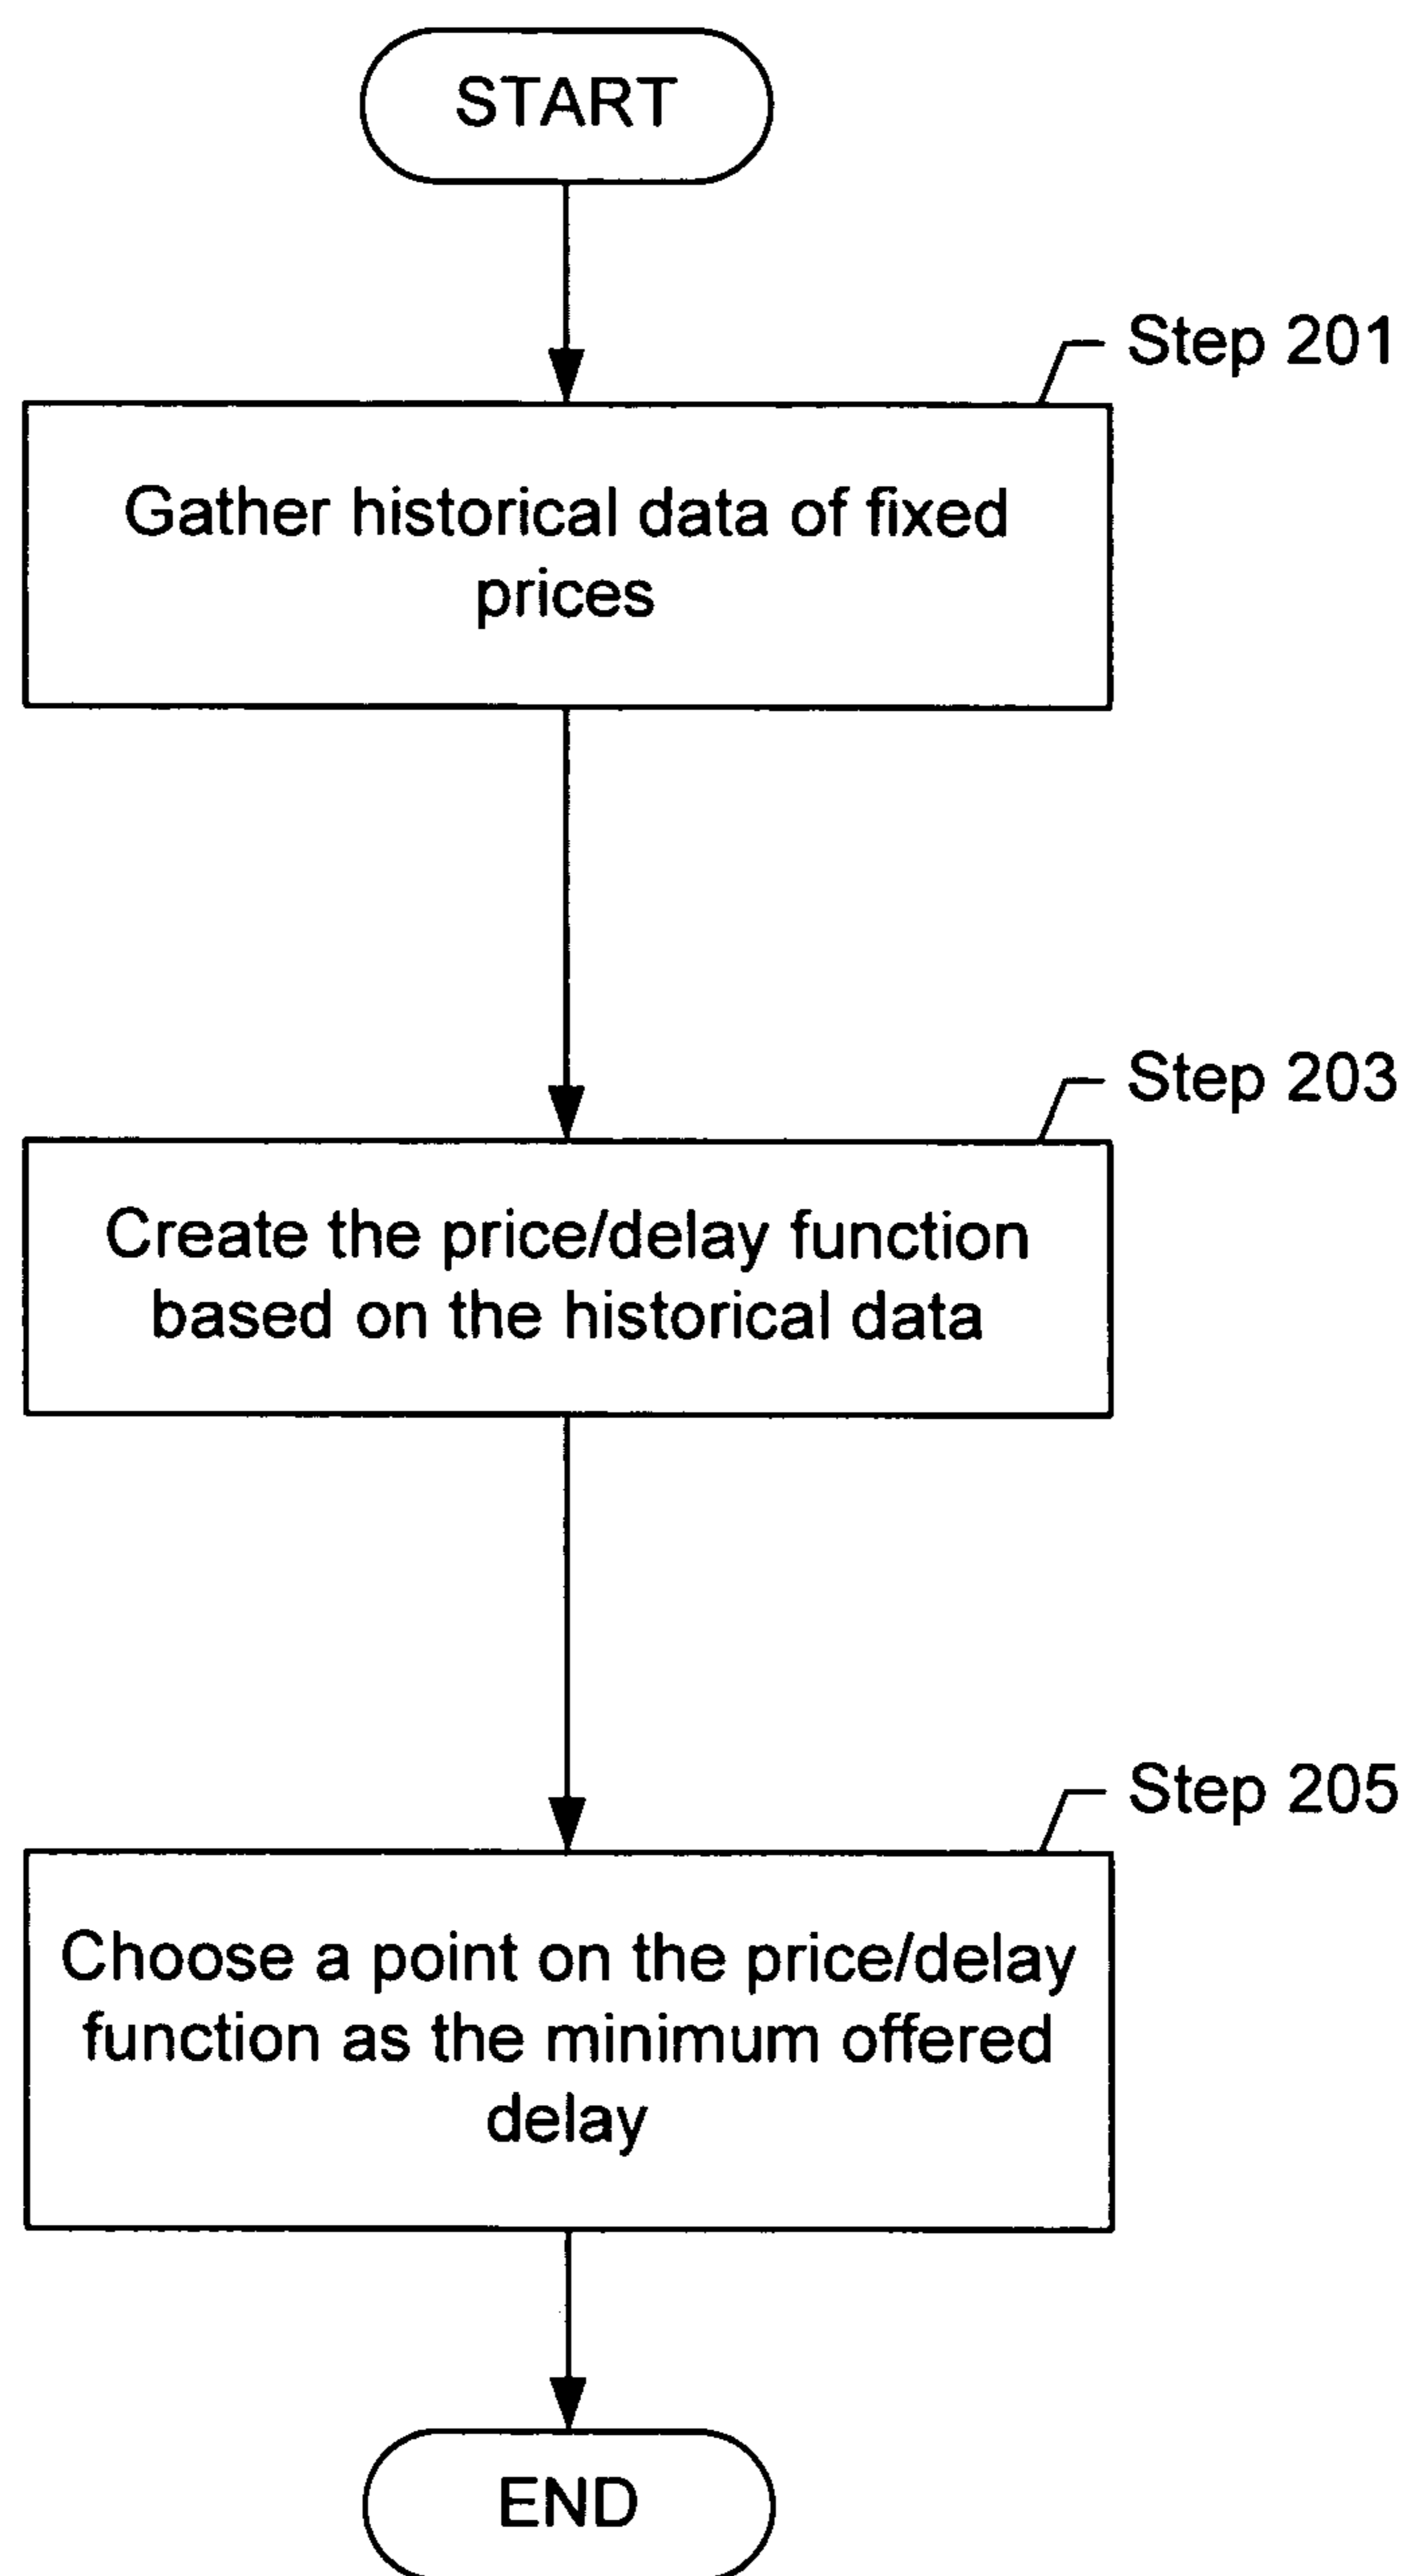 START
Step 201
Gather historical data of fixed
prices
Step 203
Create the price/delay function
based on the historical data
Step 205
Choose a point on the price/delay
function as the minimum offered
delay
END